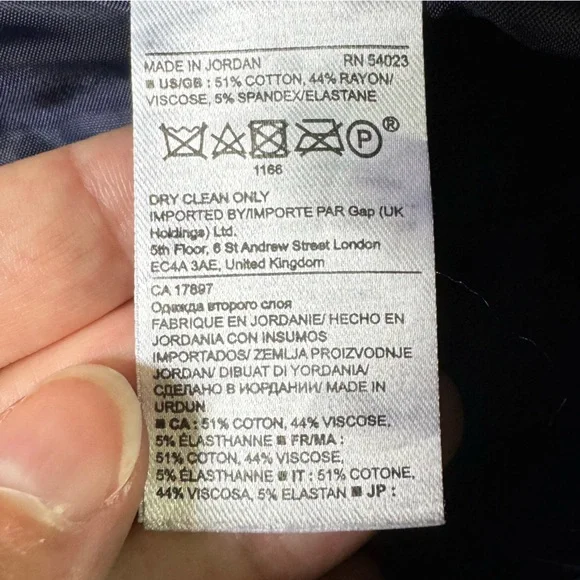 MADE IN JORDAN RN 54023
■ US/GB : 51% COTTON, 44% RAYON/
VISCOSE, 5% SPANDEX/ELASTANE
P®
1166
DRY CLEAN ONLY
IMPORTED BY/IMPORTE PAR Gap (UK
Holdings) Ltd.
5th Floor, 6 St Andrew Street London
EC4A 3AE, United Kingdom
CA 17897
Одежда второго слоя
FABRIQUE EN JORDANIE/ HECHO EN
JORDANIA CON INSUMOS
IMPORTADOS/ ZEMLJA PROIZVODNJE
JORDAN/ DIBUAT DI YORDANIA/
СДЕЛАНО В ИОРДАНИИ/ MADE IN
URDUN
■ CA : 51% COTON, 44% VISCOSE,
5% ÉLASTHANNE ■ FR/MA :
51% COTON, 44% VISCOSE,
5% ÉLASTHANNE ■ IT : 51% COTONE,
44% VISCOSA, 5% ELASTAN ■ JP :